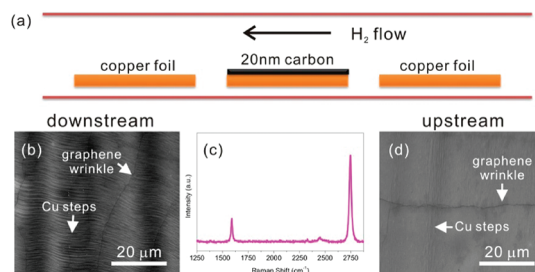 (a)
H2 flow
copper foil
20nm carbon
copper foil
downstream
upstream
(b)
graphene
wrinkle
Cu steps
20 μm
(c)
Intensity (a.u.)
1250 1500 1750 2000 2250 2500 2750
Raman Shift (cm⁻¹)
(d)
graphene
wrinkle
Cu steps
20 μm